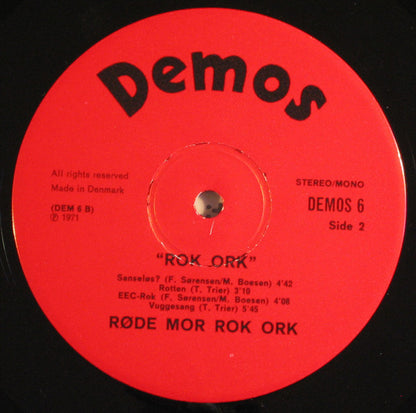 Demos
All rights reserved
Made in Denmark
(DEM 6 B)
℗ 1971
STEREO/MONO
DEMOS 6
Side 2
"ROK ORK"
Sanseløs? (F. Sørensen/M. Boesen) 4'42
Rotten (T. Trier) 3'10
EEC-Rok (F. Sørensen/M. Boesen) 4'08
Vuggesang (T. Trier) 5'45
RØDE MOR ROK ORK